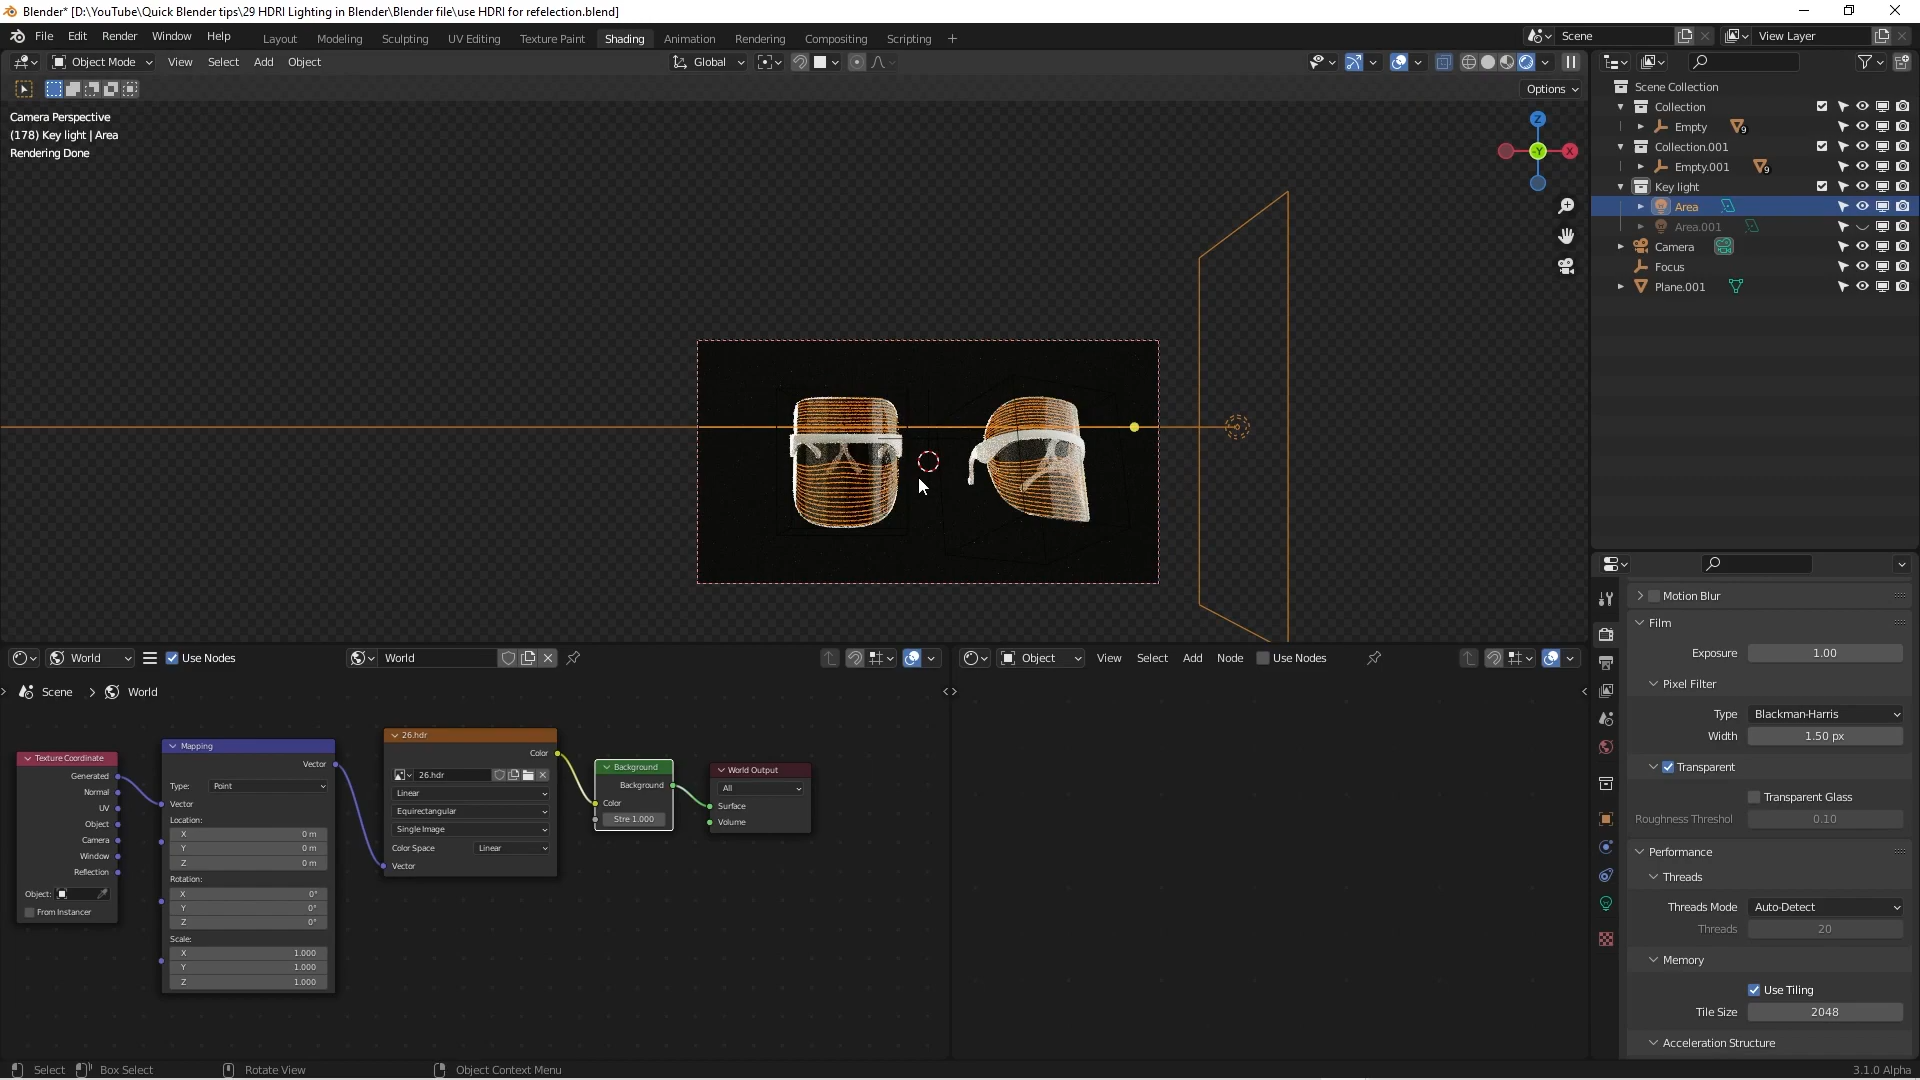 Blender* [D:\YouTube\Quick Blender tips\29 HDRI Lighting in Blender\Blender file\use HDRI for refelection.blend]
File Edit Render Window Help Layout Modeling Sculpting UV Editing Texture Paint Shading Animation Rendering Compositing Scripting + Scene View Layer
Object Mode View Select Add Object Global
Options
Camera Perspective
(178) Key light | Area
Rendering Done
Z
-Y
X
Scene Collection
Collection
Empty 9
Collection.001
Empty.001 9
Key light
Area
Area.001
Camera
Focus
Plane.001
Motion Blur
Film
Exposure 1.00
Pixel Filter
Type Blackman-Harris
Width 1.50 px
Transparent
Transparent Glass
Roughness Threshol 0.10
Performance
Threads
Threads Mode Auto-Detect
Threads 20
Memory
Use Tiling
Tile Size 2048
Acceleration Structure
World Use Nodes World
Scene > World
Texture Coordinate
Generated
Normal
UV
Object
Camera
Window
Reflection
Object:
From Instancer
Mapping
Vector
Type: Point
Vector
Location:
X 0 m
Y 0 m
Z 0 m
Rotation:
X 0°
Y 0°
Z 0°
Scale:
X 1.000
Y 1.000
Z 1.000
26.hdr
Color
26.hdr
Linear
Equirectangular
Single Image
Color Space Linear
Vector
Background
Background
Color
Stre 1.000
World Output
All
Surface
Volume
Object View Select Add Node Use Nodes
Select Box Select Rotate View Object Context Menu 3.1.0 Alpha